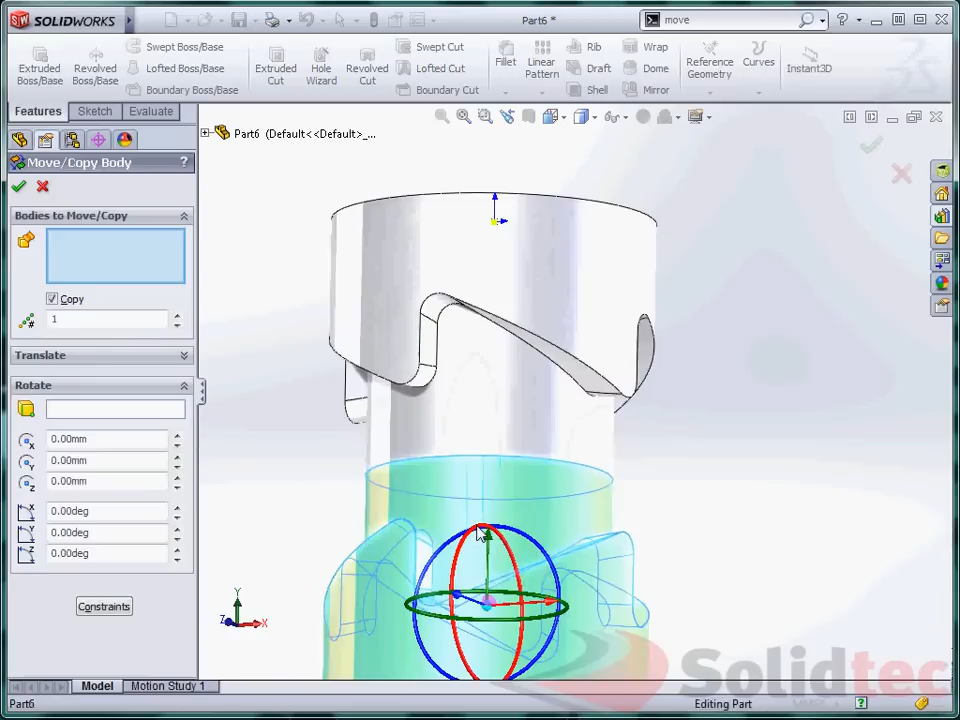 SOLIDWORKS
Part6 *
move
Extruded Boss/Base
Revolved Boss/Base
Swept Boss/Base
Lofted Boss/Base
Boundary Boss/Base
Extruded Cut
Hole Wizard
Revolved Cut
Swept Cut
Lofted Cut
Boundary Cut
Fillet
Linear Pattern
Rib
Draft
Shell
Wrap
Dome
Mirror
Reference Geometry
Curves
Instant3D
Features
Sketch
Evaluate
Part6 (Default<<Default>_...
Move/Copy Body
?
Bodies to Move/Copy
Copy
1
Translate
Rotate
0.00mm
0.00mm
0.00mm
0.00deg
0.00deg
0.00deg
Constraints
Y
Z
X
Solidtec
Model
Motion Study 1
Part6
Editing Part